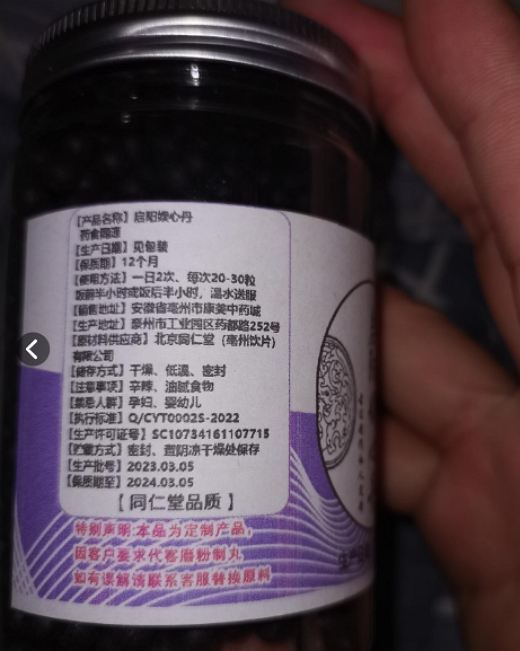 【产品名称】启阳嫂心丹
药食同源
【生产日期】见包装
【保质期】12个月
【使用方法】一日2次、每次20-30粒
饭前半小时或饭后半小时，温水送服
【销售地址】安徽省亳州市康美中药城
【生产地址】亳州市工业园区药都路252号
【原材料供应商】北京同仁堂（亳州饮片）
有限公司
【储存方式】干燥、低温、密封
【注意事项】辛辣、油腻食物
【禁忌人群】孕妇、婴幼儿
【执行标准】Q/CYT0002S-2022
【生产许可证号】SC10734161107715
【贮藏方式】密封、置阴凉干燥处保存
【生产批号】2023.03.05
【保质期至】2024.03.05
【同仁堂品质】
特别声明:本品为定制产品,
因客户要求代客磨粉制丸
如有误解请联系客服替换原料